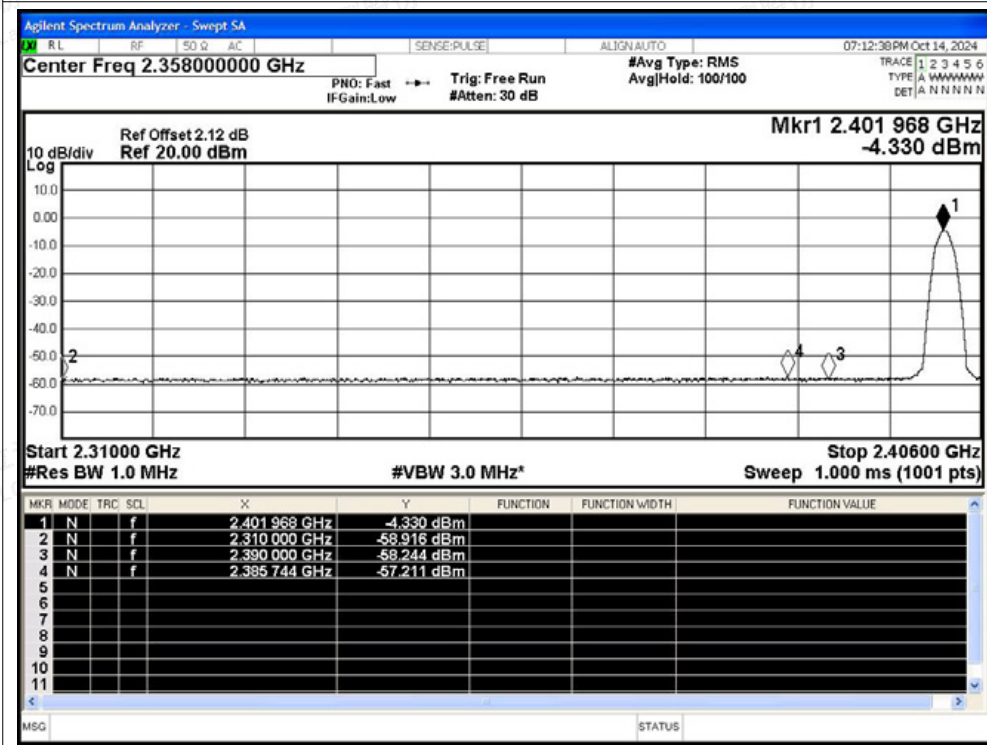 Agilent Spectrum Analyzer - Swept SA
LXI RL RF 50 Ω AC SENSE:PULSE ALIGN AUTO 07:12:38 PM Oct 14, 2024
Center Freq 2.358000000 GHz #Avg Type: RMS TRACE 1 2 3 4 5 6
PNO: Fast Trig: Free Run Avg|Hold: 100/100 TYPE A WWWWW
IFGain:Low #Atten: 30 dB DET A N N N N N
Mkr1 2.401 968 GHz
Ref Offset 2.12 dB
10 dB/div Ref 20.00 dBm -4.330 dBm
Log
10.0
0.00
-10.0
-20.0
-30.0
-40.0
-50.0
-60.0
-70.0
1
2
4
3
Start 2.31000 GHz Stop 2.40600 GHz
#Res BW 1.0 MHz #VBW 3.0 MHz* Sweep 1.000 ms (1001 pts)
MKR MODE TRC SCL X Y FUNCTION FUNCTION WIDTH FUNCTION VALUE
1 N f 2.401 968 GHz -4.330 dBm
2 N f 2.310 000 GHz -58.916 dBm
3 N f 2.390 000 GHz -58.244 dBm
4 N f 2.385 744 GHz -57.211 dBm
5
6
7
8
9
10
11
MSG STATUS